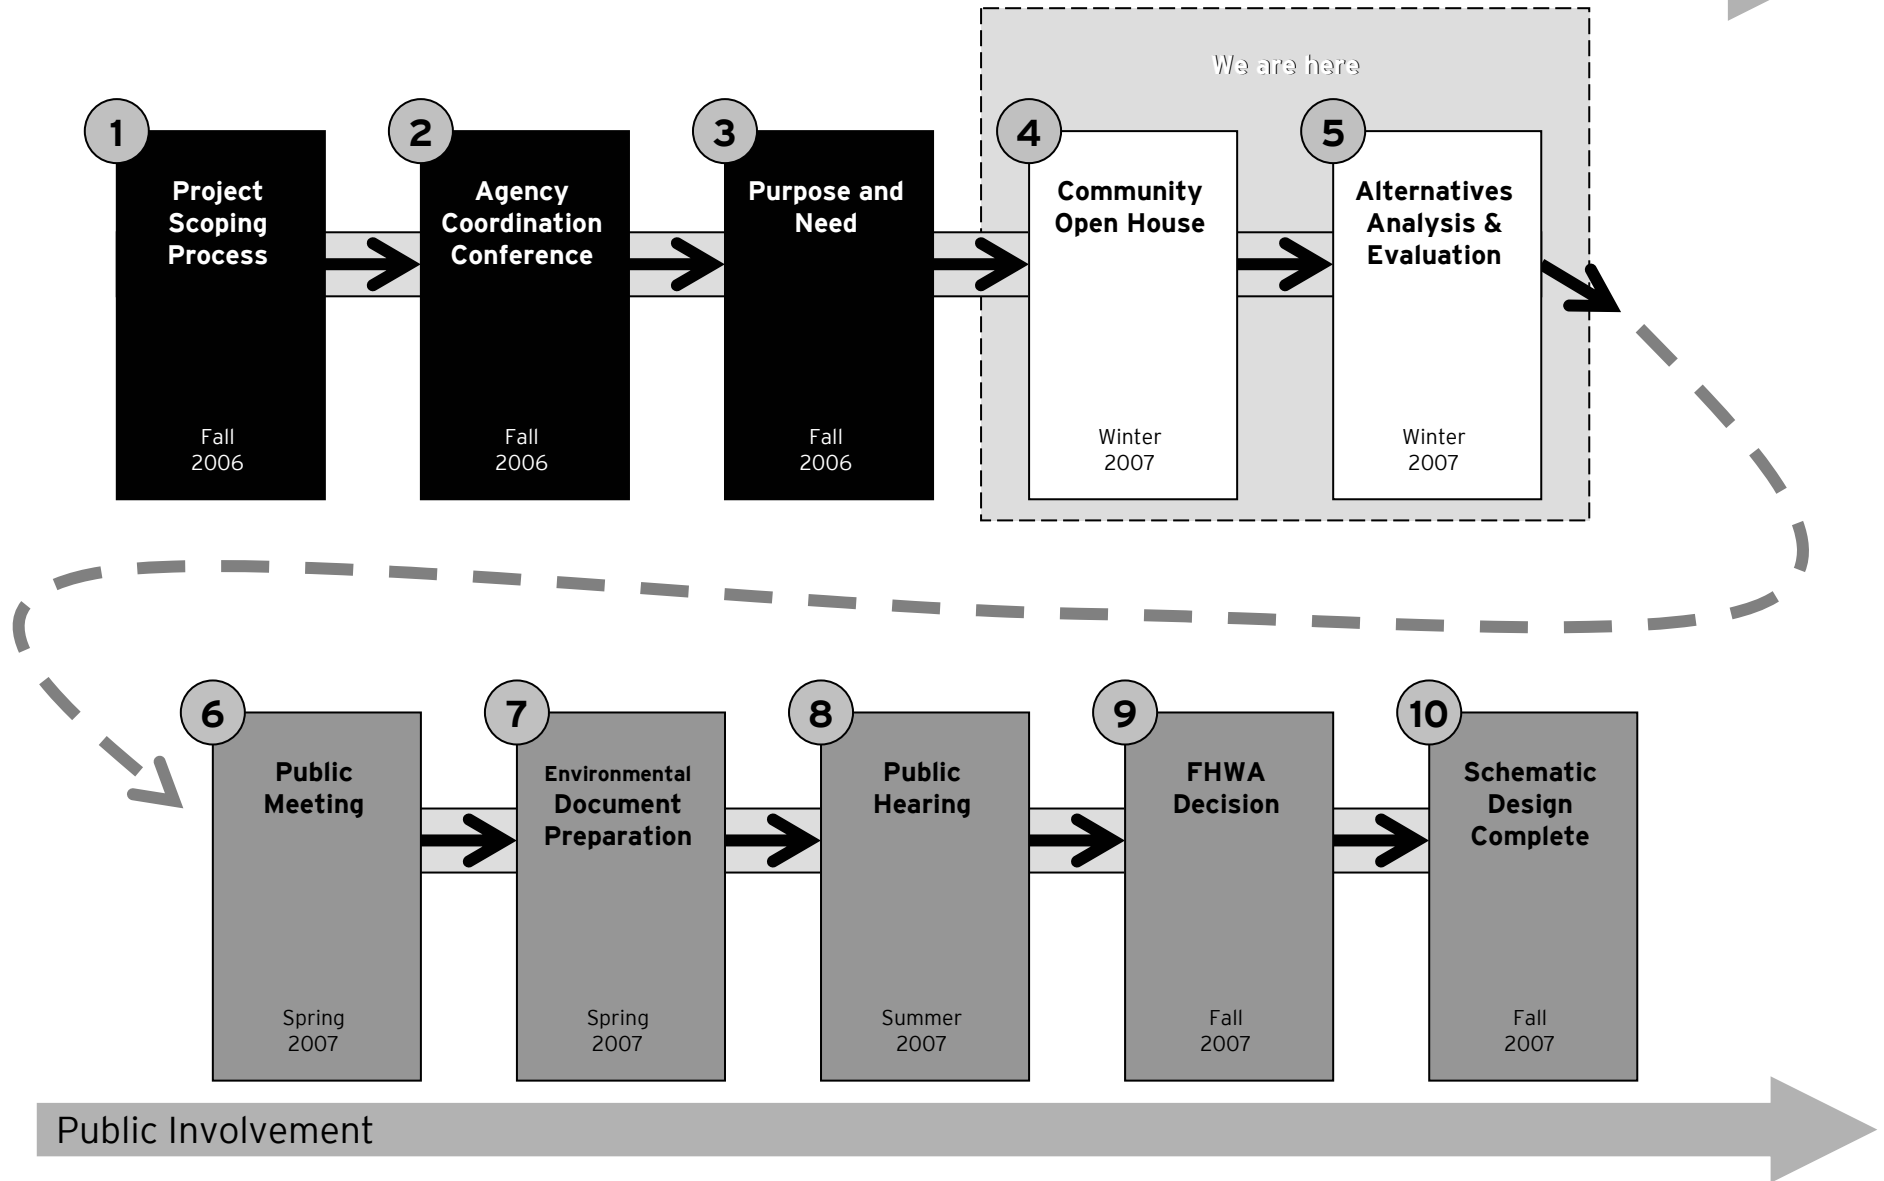 We are here
1
Project
Scoping
Process
Fall
2006
2
Agency
Coordination
Conference
Fall
2006
3
Purpose and
Need
Fall
2006
4
Community
Open House
Winter
2007
5
Alternatives
Analysis &
Evaluation
Winter
2007
6
Public
Meeting
Spring
2007
7
Environmental
Document
Preparation
Spring
2007
8
Public
Hearing
Summer
2007
9
FHWA
Decision
Fall
2007
10
Schematic
Design
Complete
Fall
2007
Public Involvement